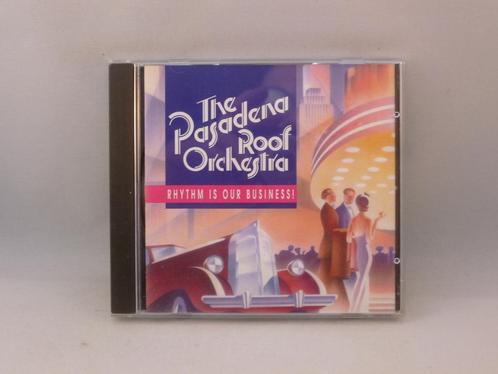 The
Pasadena
Roof
Orchestra
RHYTHM IS OUR BUSINESS!